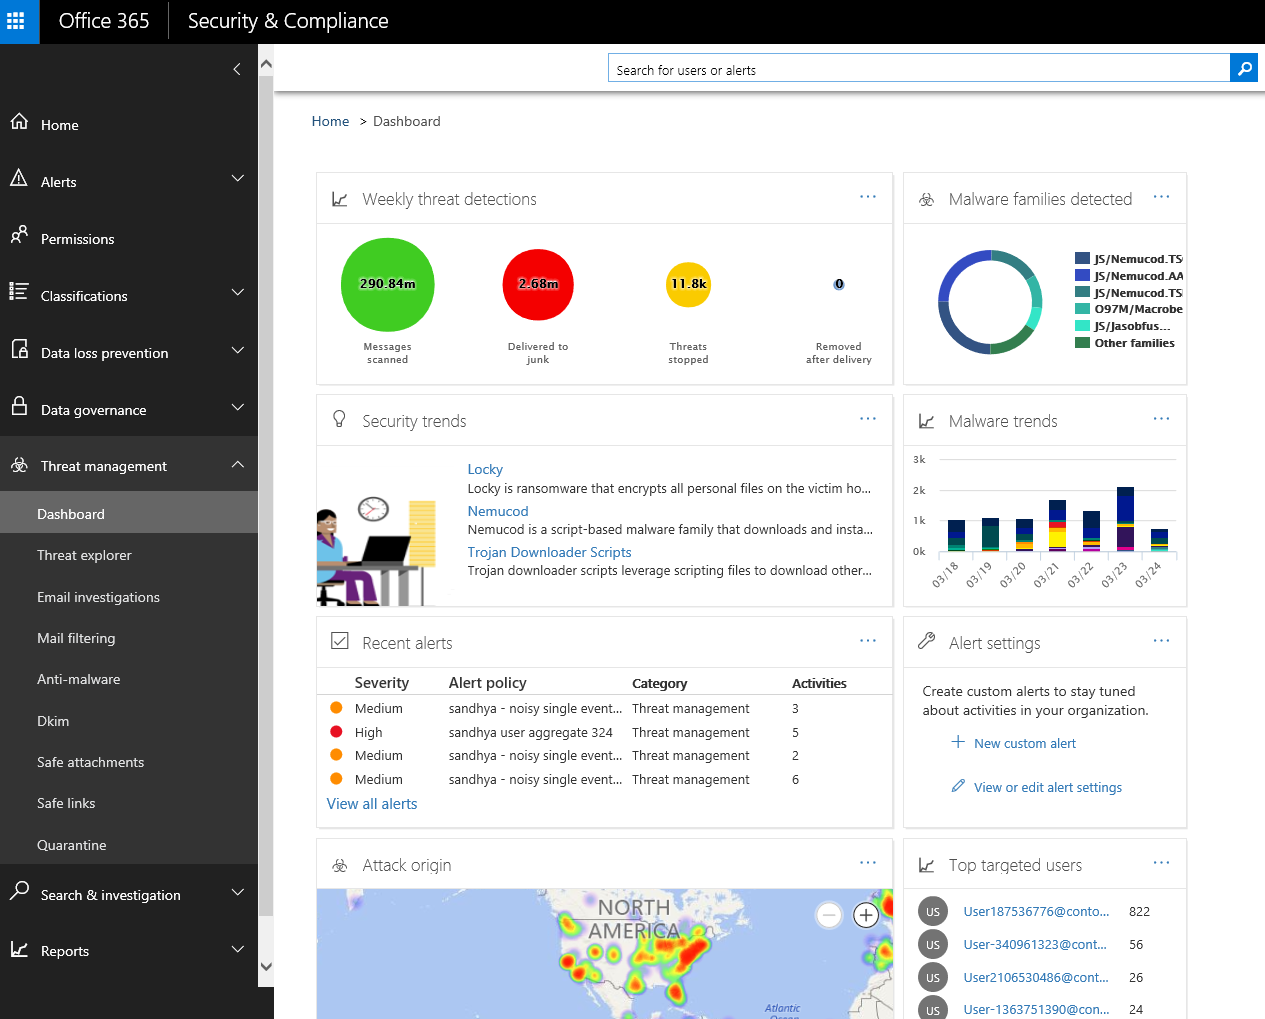 Office 365
Security & Compliance
Search for users or alerts
Home > Dashboard
Home
Alerts
Permissions
Classifications
Data loss prevention
Data governance
Threat management
Dashboard
Threat explorer
Email investigations
Mail filtering
Anti-malware
Dkim
Safe attachments
Safe links
Quarantine
Search & investigation
Reports
Weekly threat detections
290.84m
2.68m
11.8k
0
Messages
scanned
Delivered to
junk
Threats
stopped
Removed
after delivery
Malware families detected
JS/Nemucod.TS
JS/Nemucod.AA
JS/Nemucod.TS
O97M/Macrobe
JS/Jasobfus...
Other families
Security trends
Locky
Locky is ransomware that encrypts all personal files on the victim ho...
Nemucod
Nemucod is a script-based malware family that downloads and insta...
Trojan Downloader Scripts
Trojan downloader scripts leverage scripting files to download other...
Malware trends
3k
2k
1k
0k
03/18 03/19 03/20 03/21 03/22 03/23 03/24
Recent alerts
Severity Alert policy Category Activities
Medium sandhya - noisy single event... Threat management 3
High sandhya user aggregate 324 Threat management 5
Medium sandhya - noisy single event... Threat management 2
Medium sandhya - noisy single event... Threat management 6
View all alerts
Alert settings
Create custom alerts to stay tuned
about activities in your organization.
New custom alert
View or edit alert settings
Attack origin
NORTH
AMERICA
Atlantic
Top targeted users
US User187536776@conto... 822
US User-340961323@cont... 56
US User2106530486@cont... 26
US User-1363751390@con... 24